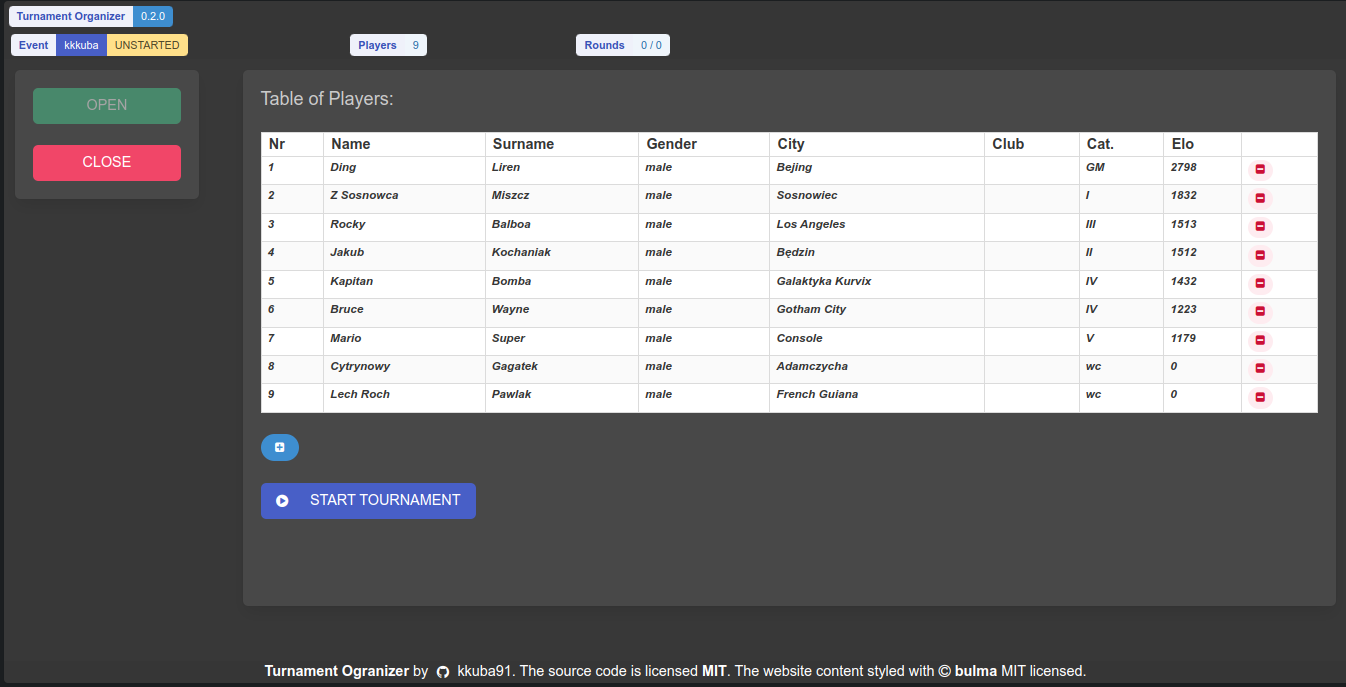 Turnament Organizer 0.2.0
Event kkkuba UNSTARTED Players 9 Rounds 0 / 0
OPEN
CLOSE
Table of Players:
Nr Name Surname Gender City Club Cat. Elo
1 Ding Liren male Bejing GM 2798
2 Z Sosnowca Miszcz male Sosnowiec I 1832
3 Rocky Balboa male Los Angeles III 1513
4 Jakub Kochaniak male Będzin II 1512
5 Kapitan Bomba male Galaktyka Kurvix IV 1432
6 Bruce Wayne male Gotham City IV 1223
7 Mario Super male Console V 1179
8 Cytrynowy Gagatek male Adamczycha wc 0
9 Lech Roch Pawlak male French Guiana wc 0
START TOURNAMENT
Turnament Ogranizer by kkuba91. The source code is licensed MIT. The website content styled with © bulma MIT licensed.